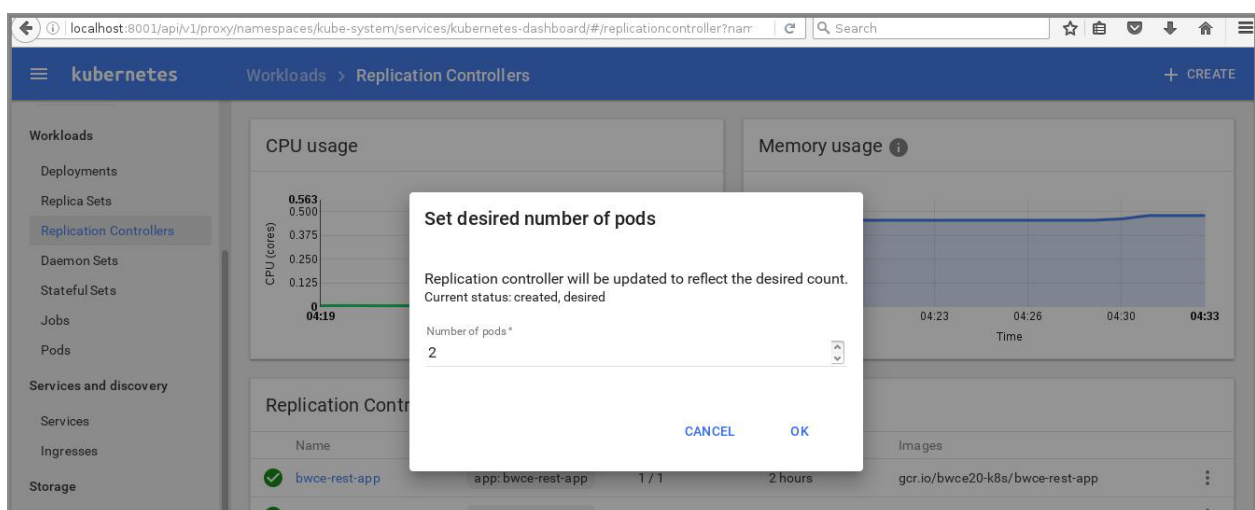 localhost:8001/api/v1/proxy/namespaces/kube-system/services/kubernetes-dashboard/#/replicationcontroller?nam
Search
kubernetes
Workloads > Replication Controllers
+ CREATE
Workloads
Deployments
Replica Sets
Replication Controllers
Daemon Sets
Stateful Sets
Jobs
Pods
Services and discovery
Services
Ingresses
Storage
CPU usage
CPU (cores)
0.563
0.500
0.375
0.250
0.125
0
04:19
Memory usage
04:23 04:26 04:30 04:33
Time
Set desired number of pods
Replication controller will be updated to reflect the desired count.
Current status: created, desired
Number of pods *
2
CANCEL OK
Replication Contr
Name Images
bwce-rest-app app: bwce-rest-app 1 / 1 2 hours gcr.io/bwce20-k8s/bwce-rest-app